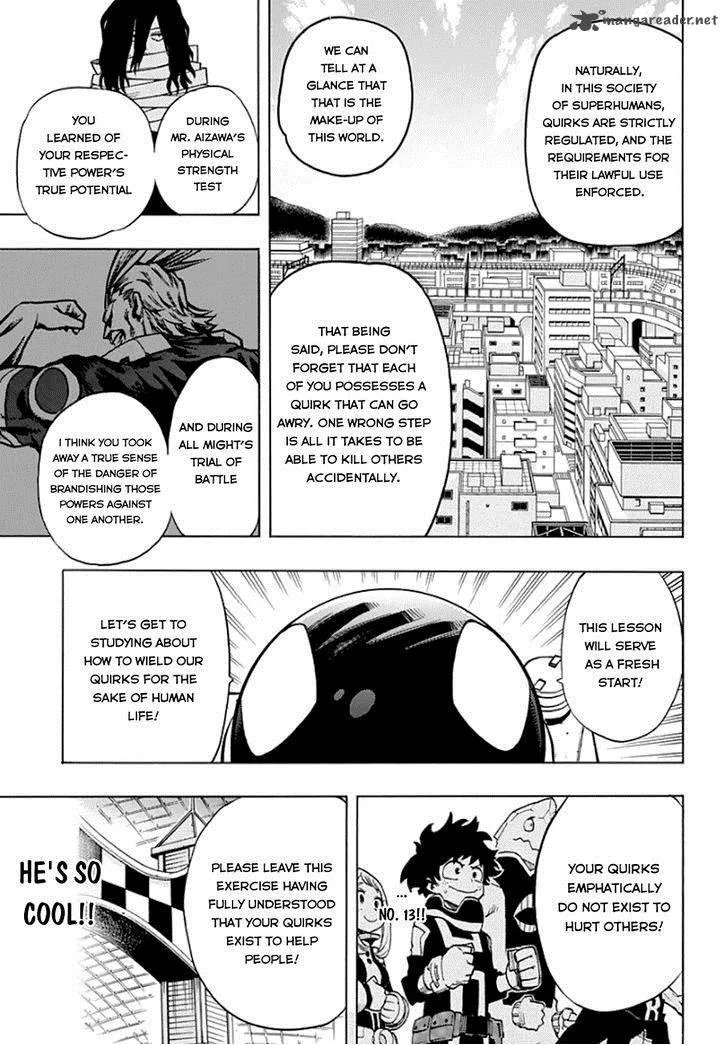 mangareader.net
NATURALLY,
IN THIS SOCIETY
OF SUPERHUMANS,
QUIRKS ARE STRICTLY
REGULATED, AND THE
REQUIREMENTS FOR
THEIR LAWFUL USE
ENFORCED.
WE CAN
TELL AT A
GLANCE THAT
THAT IS THE
MAKE-UP OF
THIS WORLD.
THAT BEING
SAID, PLEASE DON'T
FORGET THAT EACH
OF YOU POSSESSES A
QUIRK THAT CAN GO
AWRY. ONE WRONG STEP
IS ALL IT TAKES TO BE
ABLE TO KILL OTHERS
ACCIDENTALLY.
DURING
MR. AIZAWA'S
PHYSICAL
STRENGTH
TEST
YOU
LEARNED OF
YOUR RESPEC-
TIVE POWER'S
TRUE POTENTIAL
AND DURING
ALL MIGHT'S
TRIAL OF
BATTLE
I THINK YOU TOOK
AWAY A TRUE SENSE
OF THE DANGER OF
BRANDISHING THOSE
POWERS AGAINST
ONE ANOTHER.
THIS LESSON
WILL SERVE
AS A FRESH
START!
LET'S GET TO
STUDYING ABOUT
HOW TO WIELD OUR
QUIRKS FOR THE
SAKE OF HUMAN
LIFE!
YOUR QUIRKS
EMPHATICALLY
DO NOT EXIST TO
HURT OTHERS!
...
NO. 13!!
PLEASE LEAVE THIS
EXERCISE HAVING
FULLY UNDERSTOOD
THAT YOUR QUIRKS
EXIST TO HELP
PEOPLE!
HE'S SO
COOL!!